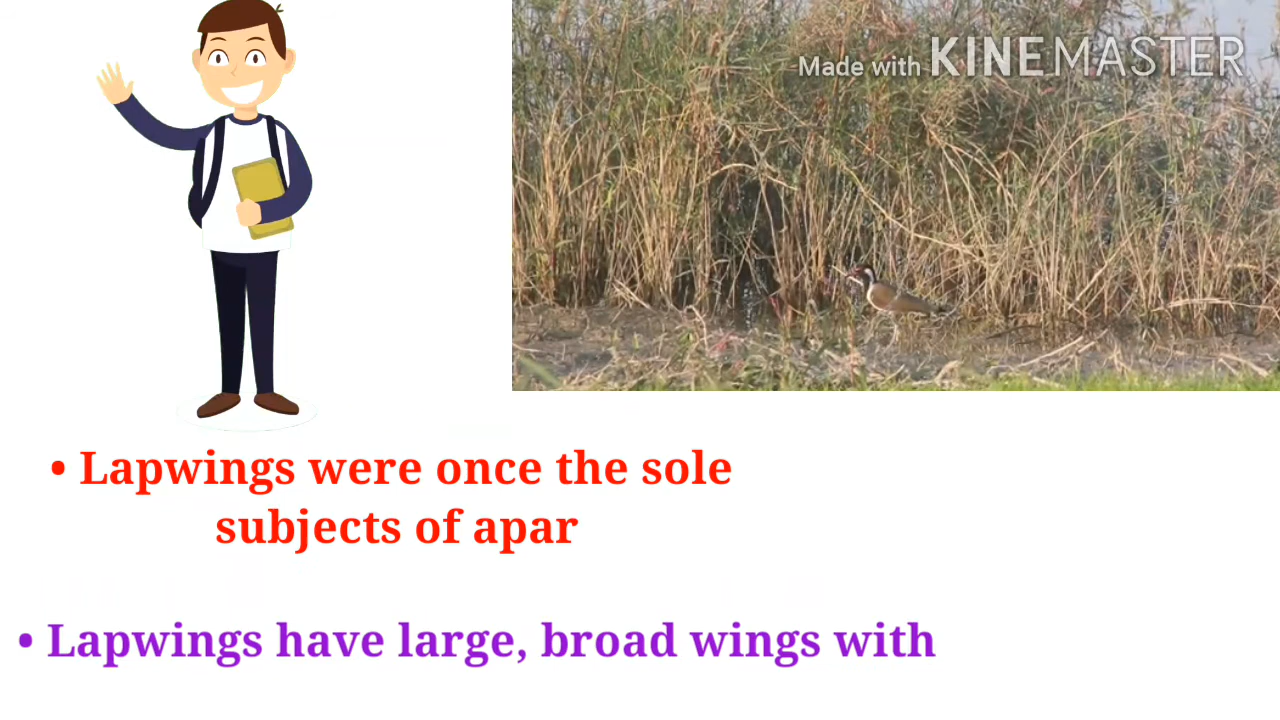 Made with KINEMASTER
• Lapwings were once the sole
subjects of apar
• Lapwings have large, broad wings with